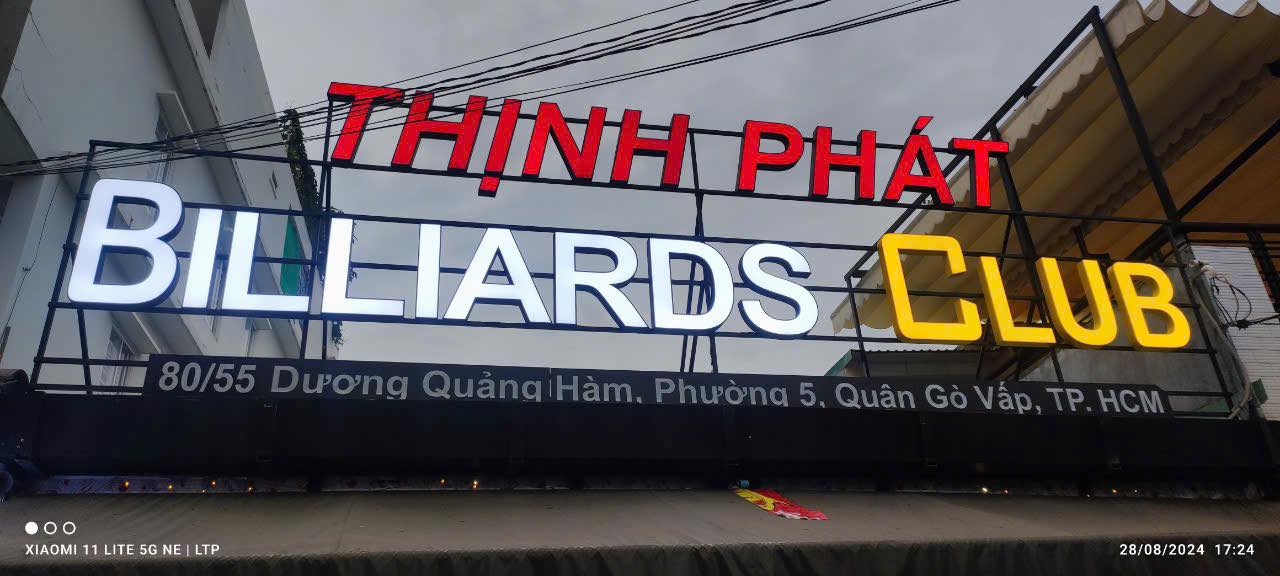 THỊNH PHÁT
BILLIARDS CLUB
80/55 Dương Quảng Hàm, Phường 5, Quận Gò Vấp, TP. HCM
XIAOMI 11 LITE 5G NE | LTP
28/08/2024 17:24